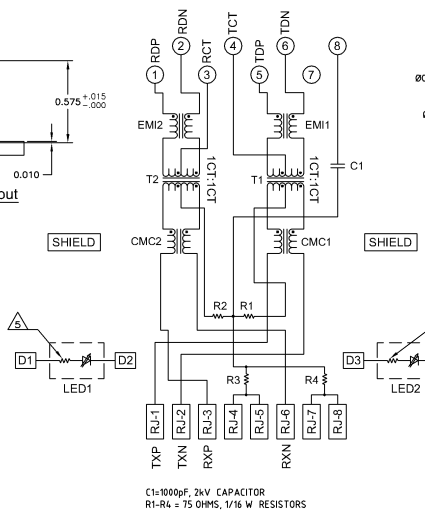 RDP
RDN
RCT
TCT
TDP
TDN
1
2
3
4
5
6
7
8
0.575 +.015 -.000
EMI2
EMI1
1CT:1CT
1CT:1CT
C1
T2
T1
0.010
out
SHIELD
CMC2
CMC1
SHIELD
R2
R1
5
D1
D2
LED1
R3
R4
D3
LED2
RJ-1
RJ-2
RJ-3
RJ-4
RJ-5
RJ-6
RJ-7
RJ-8
TXP
TXN
RXP
RXN
C1=1000pF, 2kV CAPACITOR
R1-R4 = 75 OHMS, 1/16 W RESISTORS